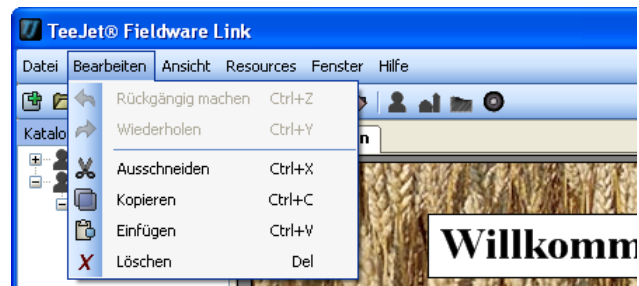 TeeJet® Fieldware Link
Datei Bearbeiten Ansicht Resources Fenster Hilfe
Rückgängig machen Ctrl+Z
Wiederholen Ctrl+Y
Katalo
n
Ausschneiden Ctrl+X
Kopieren Ctrl+C
Einfügen Ctrl+V
Willkomm
Löschen Del